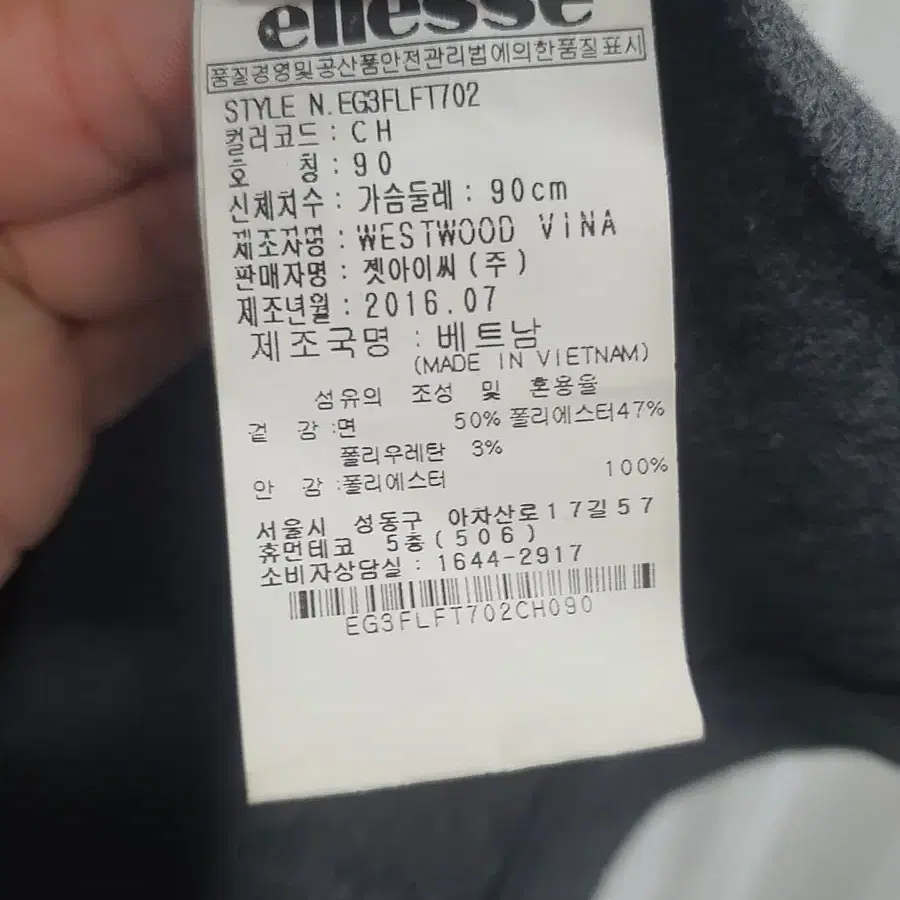 ellesse
품질경영및공산품안전관리법에의한품질표시
STYLE N. EG3FLFT702
컬러코드 : CH
호 칭 : 90
신체치수 : 가슴둘레 : 90cm
제조자명 : WESTWOOD VINA
판매자명 : 젯아이씨(주)
제조년월 : 2016.07
제조국명 : 베트남
(MADE IN VIETNAM)
섬유의 조성 및 혼용율
겉 감 :면 50% 폴리에스터47%
폴리우레탄 3%
안 감 :폴리에스터 100%
서울시 성동구 아차산로17길57
휴먼테코 5층(506)
소비자상담실 : 1644-2917
EG3FLFT702CH090